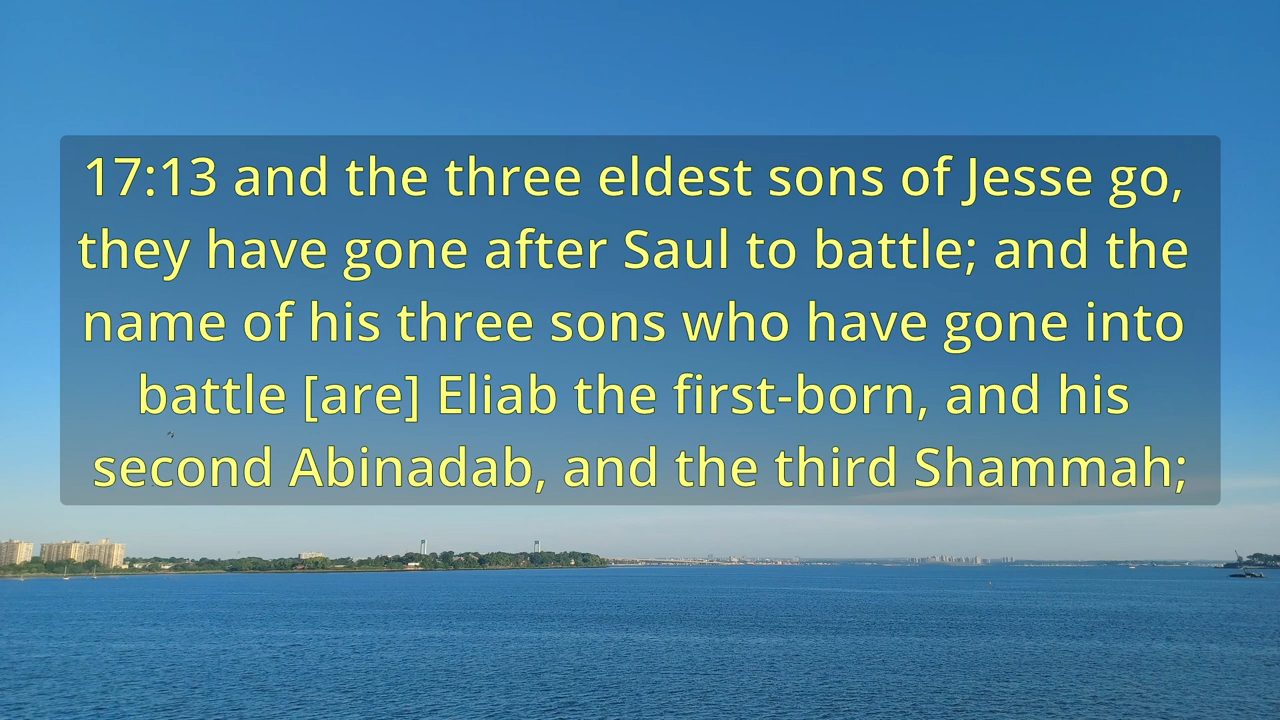 17:13 and the three eldest sons of Jesse go,
they have gone after Saul to battle; and the
name of his three sons who have gone into
battle [are] Eliab the first-born, and his
second Abinadab, and the third Shammah;